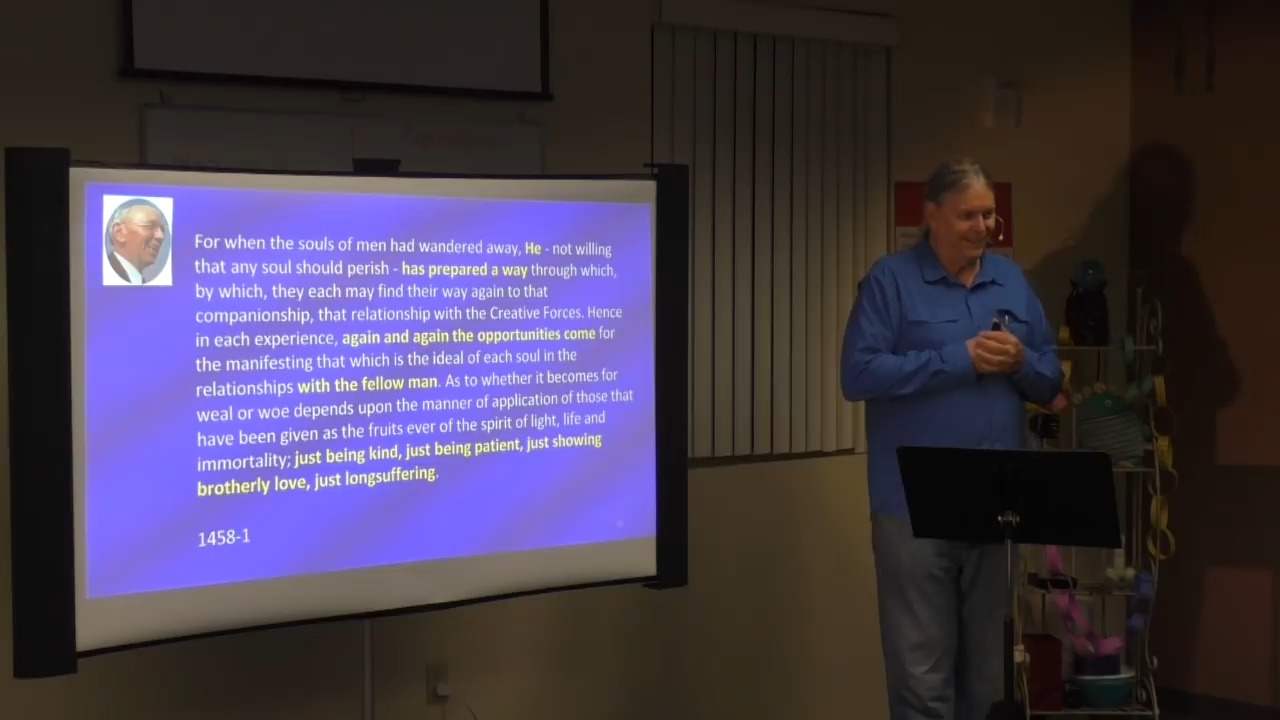 For when the souls of men had wandered away, He - not willing
that any soul should perish - has prepared a way through which,
by which, they each may find their way again to that
companionship, that relationship with the Creative Forces. Hence
in each experience, again and again the opportunities come for
the manifesting that which is the ideal of each soul in the
relationships with the fellow man. As to whether it becomes for
weal or woe depends upon the manner of application of those that
have been given as the fruits ever of the spirit of light, life and
immortality; just being kind, just being patient, just showing
brotherly love, just longsuffering.
1458-1